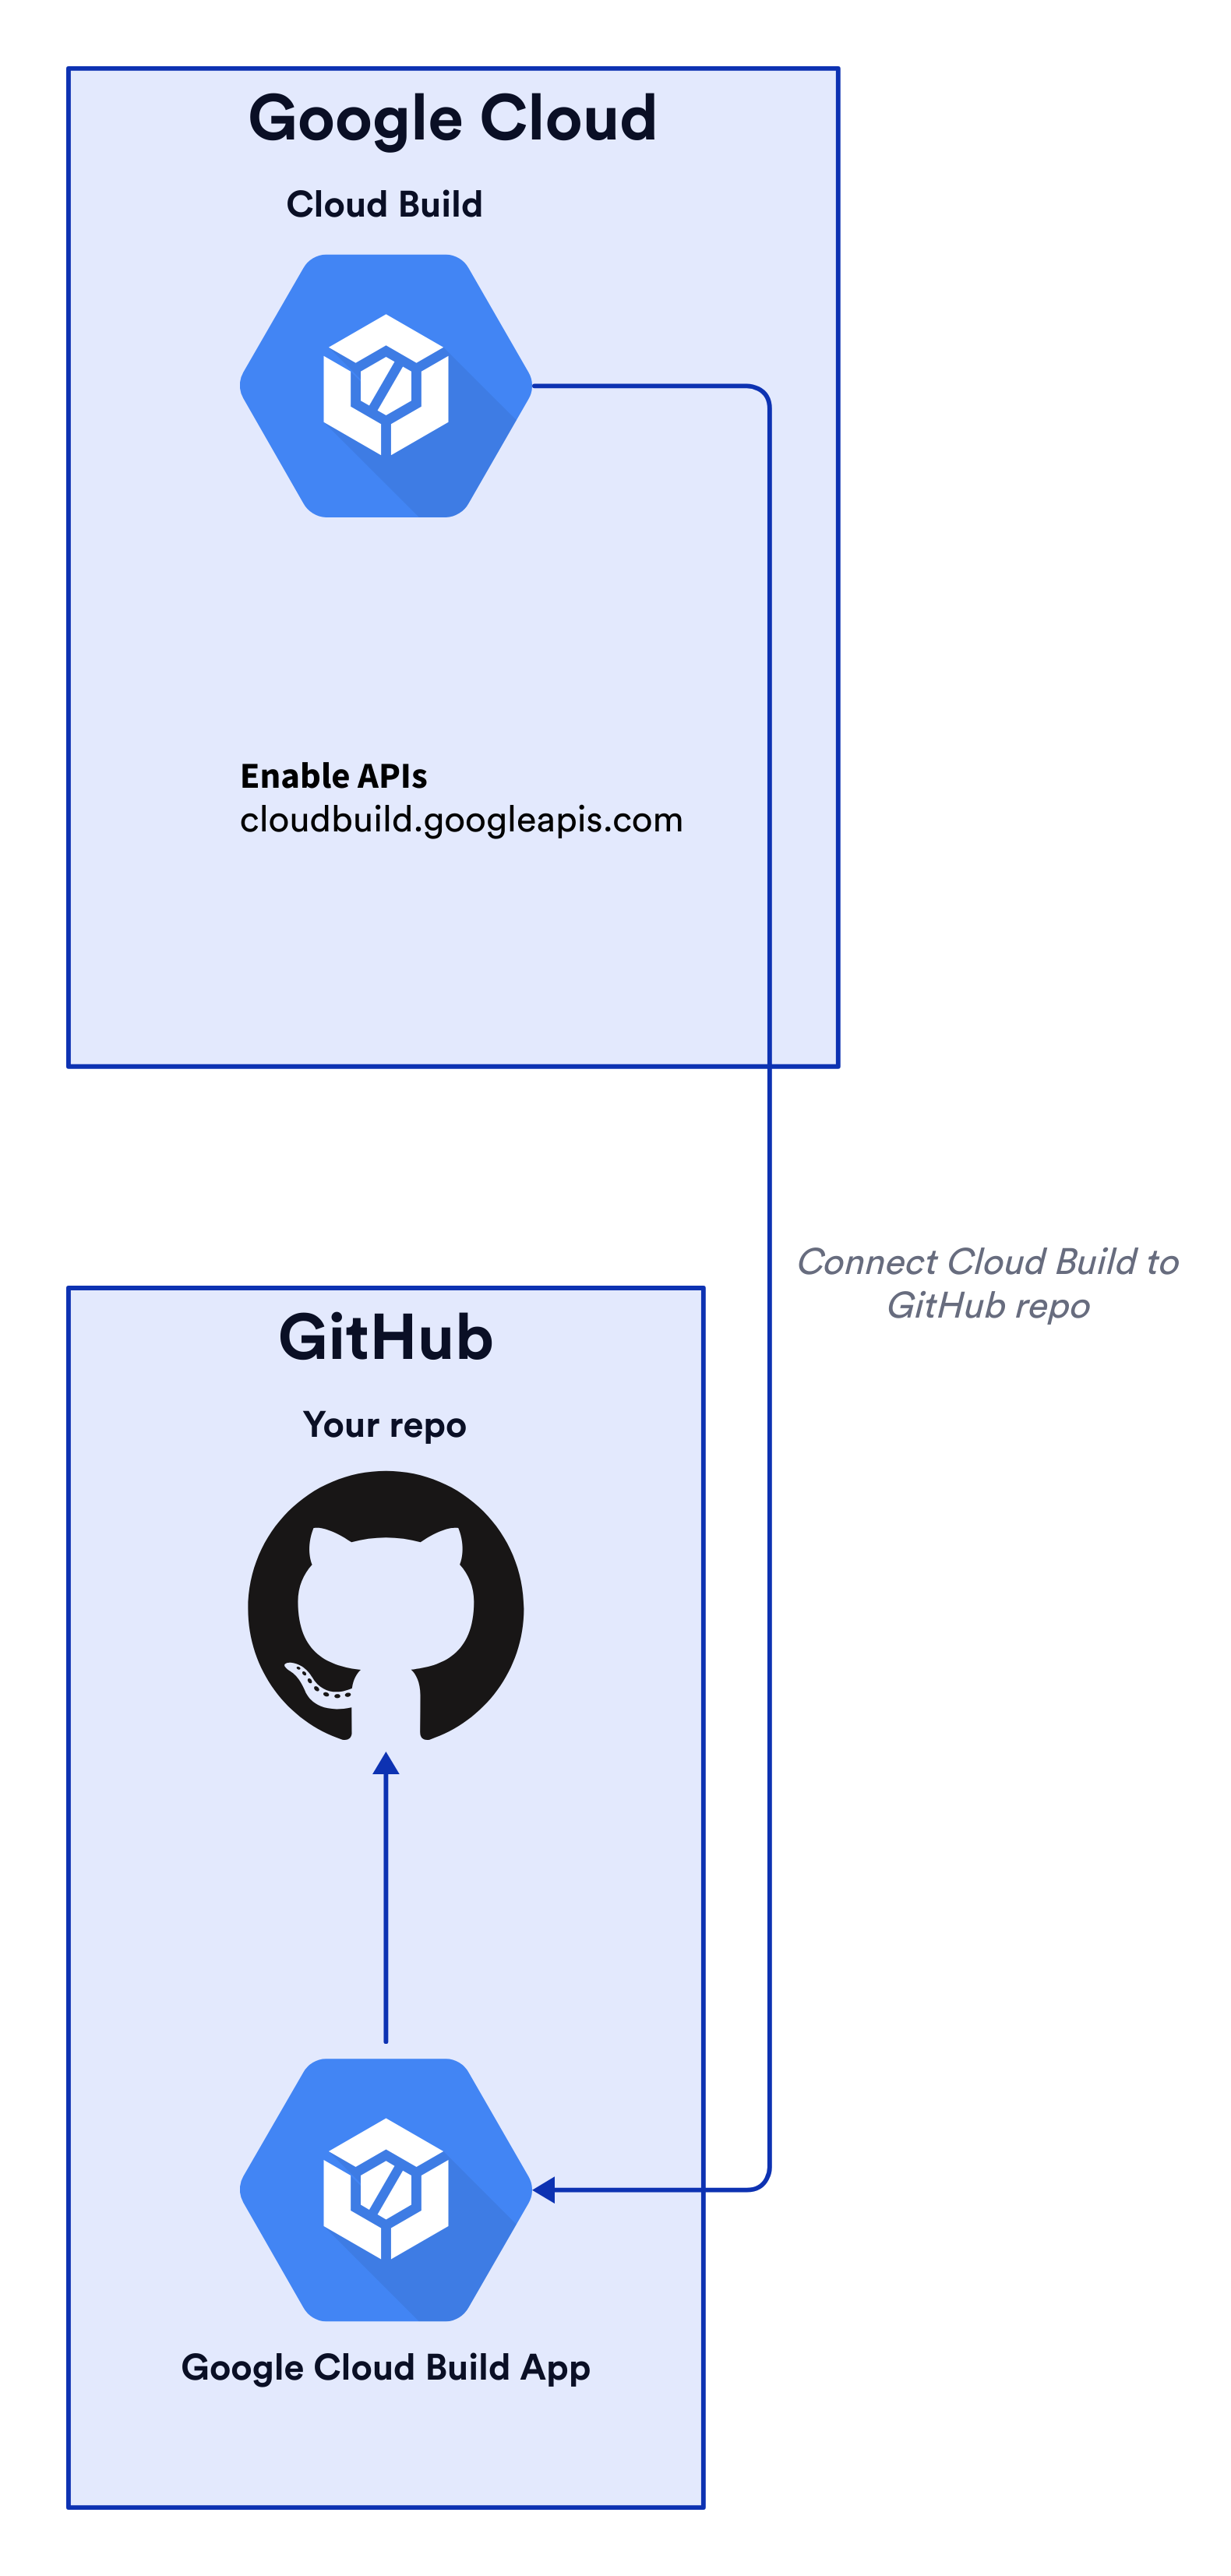 Google Cloud
Cloud Build
Enable APIs
cloudbuild.googleapis.com
Connect Cloud Build to
GitHub repo
GitHub
Your repo
Google Cloud Build App